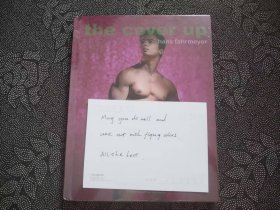 the cover up
hans fahrmeyer
May you do well and
come out with flying colors
All the best